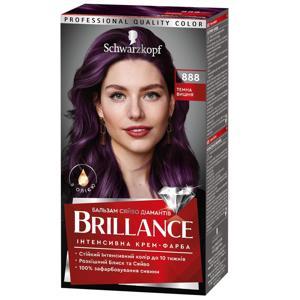 PROFESSIONAL QUALITY COLOR
Schwarzkopf
888
ТЕМНА
ВИШНЯ
З ОЛІЄЮ
БАЛЬЗАМ СЯЙВО ДІАМАНТІВ
BRILLANCE
ІНТЕНСИВНА КРЕМ-ФАРБА
• Стійкий інтенсивний колір до 10 тижнів
• Розкішний Блиск та Сяйво
• 100% зафарбовування сивини